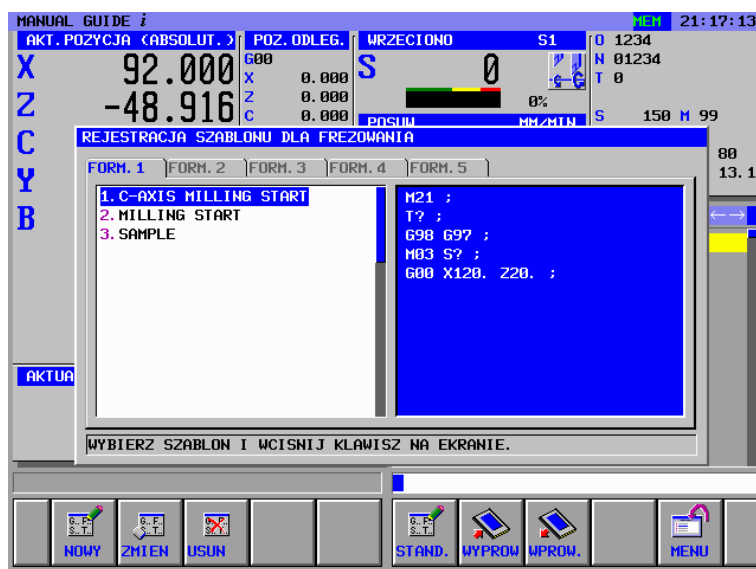 MANUAL GUIDE i MEM 21:17:13
AKT.POZYCJA (ABSOLUT.) POZ.ODLEG. WRZECIONO S1 O 1234
X 92.000 G00 S 0 N 01234
X 0.000 T 0
Z -48.916 Z 0.000 0%
C 0.000 POSUW MM/MIN S 150 M 99
C
Y
B
80
13.1
REJESTRACJA SZABLONU DLA FREZOWANIA
FORM. 1 FORM. 2 FORM. 3 FORM. 4 FORM. 5
1.C-AXIS MILLING START
2.MILLING START
3.SAMPLE
M21 ;
T? ;
G98 G97 ;
M03 S? ;
G00 X120. Z20. ;
AKTUA
WYBIERZ SZABLON I WCISNIJ KLAWISZ NA EKRANIE.
NOWY ZMIEN USUN STAND. WYPROW WPROW. MENU